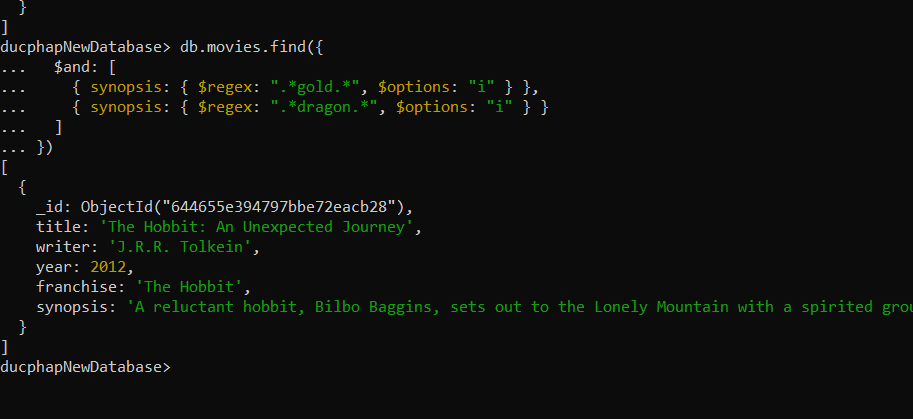 }
]
ducphapNewDatabase> db.movies.find({
...   $and: [
...     { synopsis: { $regex: ".*gold.*", $options: "i" } },
...     { synopsis: { $regex: ".*dragon.*", $options: "i" } }
...   ]
... })
[
  {
    _id: ObjectId("644655e394797bbe72eacb28"),
    title: 'The Hobbit: An Unexpected Journey',
    writer: 'J.R.R. Tolkein',
    year: 2012,
    franchise: 'The Hobbit',
    synopsis: 'A reluctant hobbit, Bilbo Baggins, sets out to the Lonely Mountain with a spirited grou
  }
]
ducphapNewDatabase>